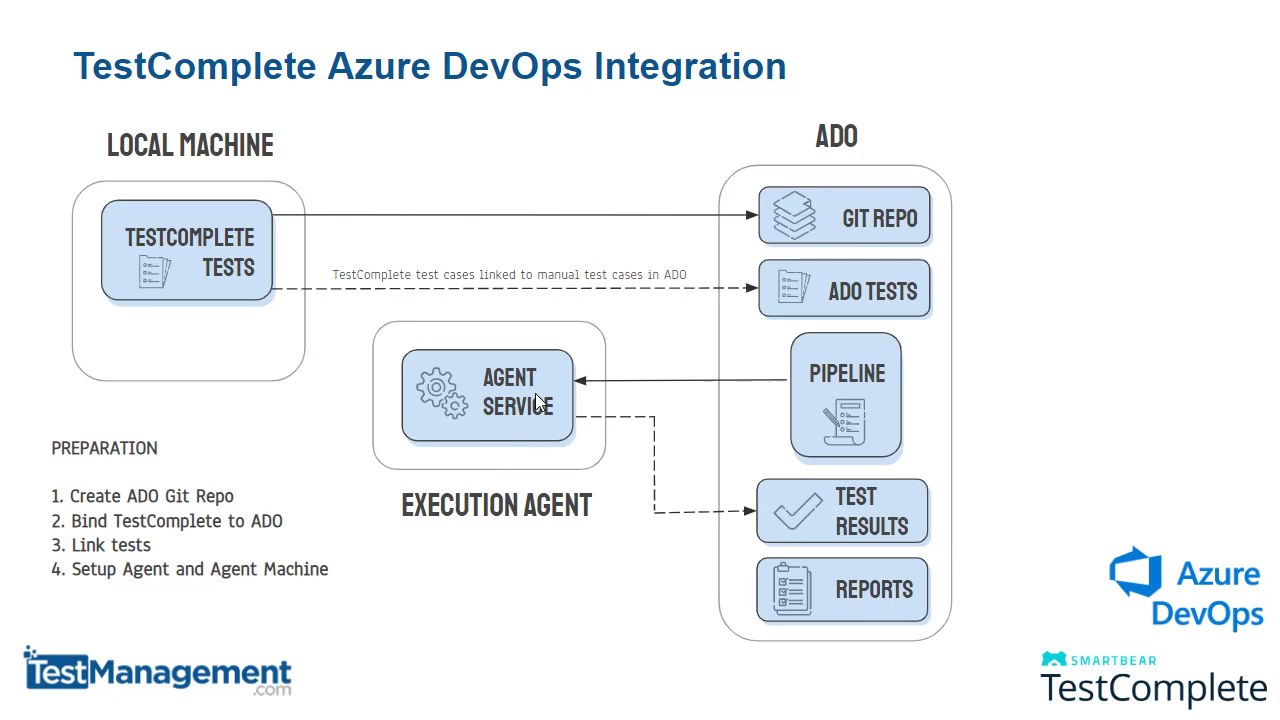 TestComplete Azure DevOps Integration
LOCAL MACHINE
ADO
TESTCOMPLETE
TESTS
GIT REPO
TestComplete test cases linked to manual test cases in ADO
ADO TESTS
AGENT
SERVICE
PIPELINE
EXECUTION AGENT
TEST
RESULTS
REPORTS
PREPARATION
1. Create ADO Git Repo
2. Bind TestComplete to ADO
3. Link tests
4. Setup Agent and Agent Machine
Azure
DevOps
TestManagement
.com
SMARTBEAR
TestComplete